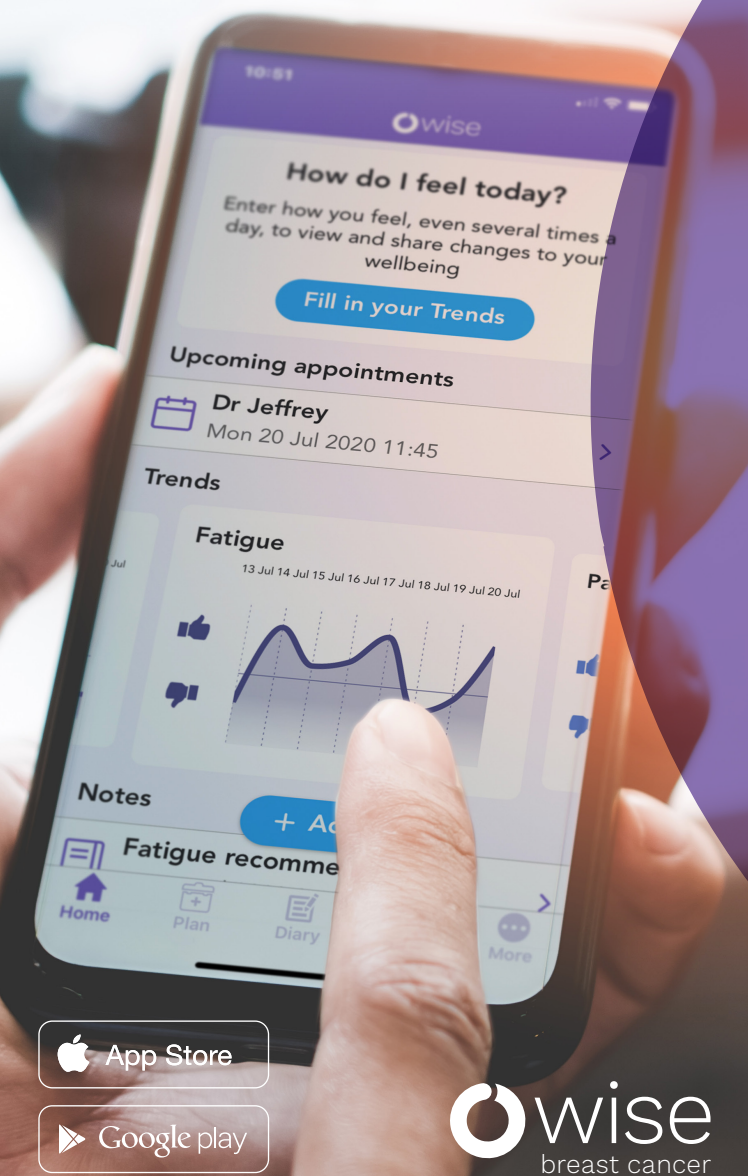 10:51
wise
How do I feel today?
Enter how you feel, even several times a
day, to view and share changes to your
wellbeing
Fill in your Trends
Upcoming appointments
Dr Jeffrey
Mon 20 Jul 2020 11:45
Trends
Jul
Fatigue
13 Jul 14 Jul 15 Jul 16 Jul 17 Jul 18 Jul 19 Jul 20 Jul
Notes
Home
Plan
Diary
More
App Store
Google play
wise
breast cancer